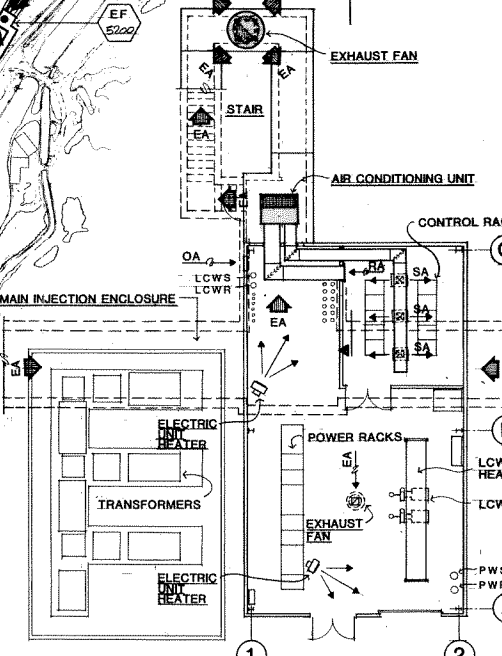 EF
5200
EXHAUST FAN
EA
EA
STAIR
EA
AIR CONDITIONING UNIT
EA
CONTROL RAC
OA
RA
SA
LCWS
LCWR
MAIN INJECTION ENCLOSURE
EA
SA
SA
EA
ELECTRIC
UNIT
HEATER
POWER RACKS
EA
LCW
HEA
TRANSFORMERS
LCW
EXHAUST
FAN
ELECTRIC
UNIT
HEATER
PWS
PWR
1
2